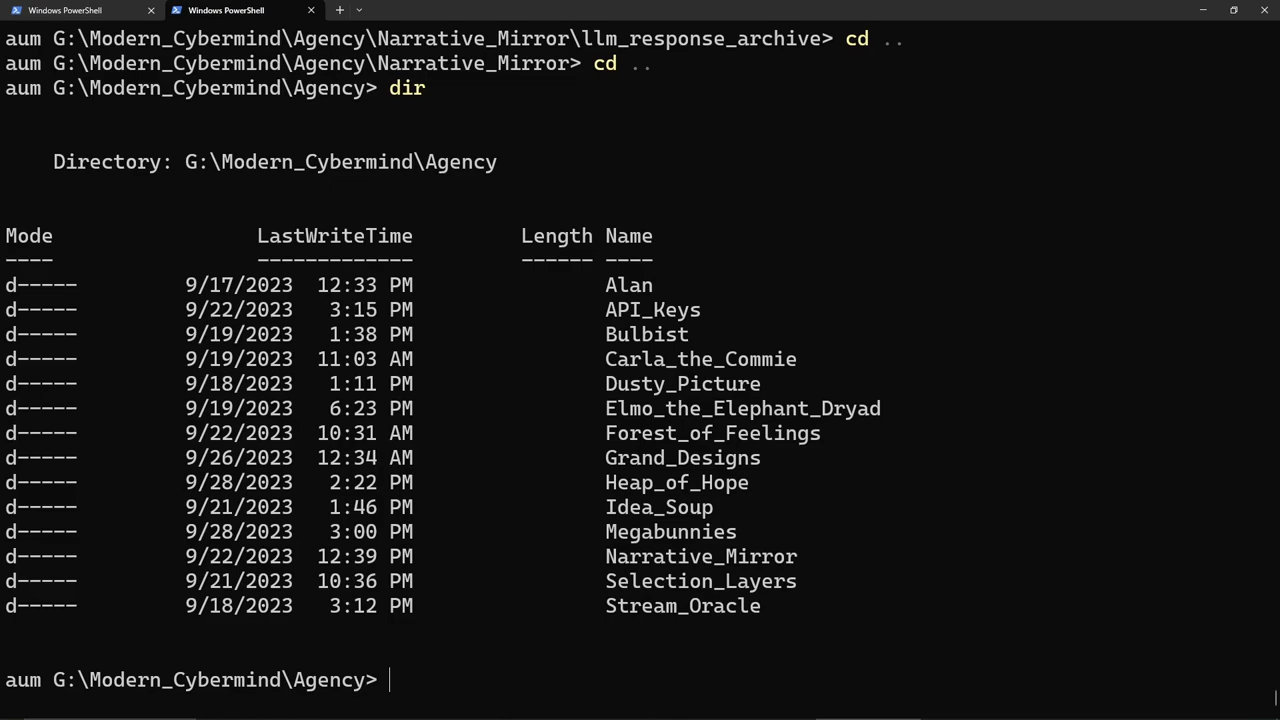 Windows PowerShell Windows PowerShell
aum G:\Modern_Cybermind\Agency\Narrative_Mirror\llm_response_archive> cd ..
aum G:\Modern_Cybermind\Agency\Narrative_Mirror> cd ..
aum G:\Modern_Cybermind\Agency> dir
Directory: G:\Modern_Cybermind\Agency
Mode LastWriteTime Length Name
---- ------------- ------ ----
d----- 9/17/2023 12:33 PM Alan
d----- 9/22/2023 3:15 PM API_Keys
d----- 9/19/2023 1:38 PM Bulbist
d----- 9/19/2023 11:03 AM Carla_the_Commie
d----- 9/18/2023 1:11 PM Dusty_Picture
d----- 9/19/2023 6:23 PM Elmo_the_Elephant_Dryad
d----- 9/22/2023 10:31 AM Forest_of_Feelings
d----- 9/26/2023 12:34 AM Grand_Designs
d----- 9/28/2023 2:22 PM Heap_of_Hope
d----- 9/21/2023 1:46 PM Idea_Soup
d----- 9/28/2023 3:00 PM Megabunnies
d----- 9/22/2023 12:39 PM Narrative_Mirror
d----- 9/21/2023 10:36 PM Selection_Layers
d----- 9/18/2023 3:12 PM Stream_Oracle
aum G:\Modern_Cybermind\Agency>